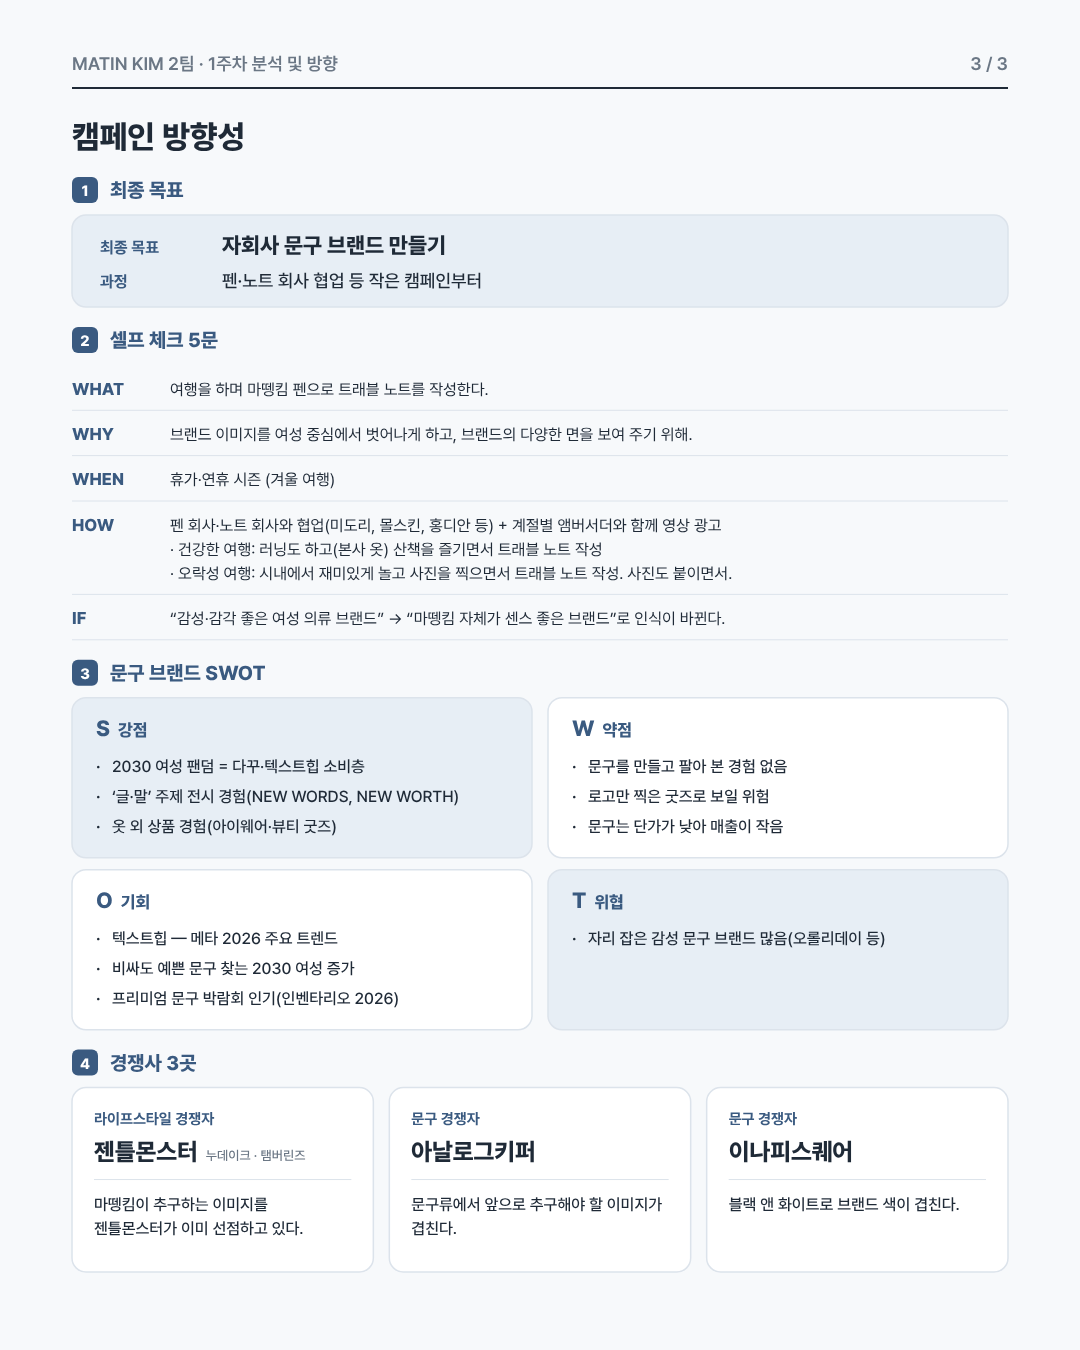 MATIN KIM 2팀 · 1주차 분석 및 방향
3 / 3
캠페인 방향성
1 최종 목표
최종 목표 자회사 문구 브랜드 만들기
과정 펜·노트 회사 협업 등 작은 캠페인부터
2 셀프 체크 5문
WHAT 여행을 하며 마뗑킴 펜으로 트래블 노트를 작성한다.
WHY 브랜드 이미지를 여성 중심에서 벗어나게 하고, 브랜드의 다양한 면을 보여 주기 위해.
WHEN 휴가·연휴 시즌 (겨울 여행)
HOW 펜 회사·노트 회사와 협업(미도리, 몰스킨, 홍디안 등) + 계절별 앰버서더와 함께 영상 광고
· 건강한 여행: 러닝도 하고(본사 옷) 산책을 즐기면서 트래블 노트 작성
· 오락성 여행: 시내에서 재미있게 놀고 사진을 찍으면서 트래블 노트 작성. 사진도 붙이면서.
IF “감성·감각 좋은 여성 의류 브랜드” → “마뗑킴 자체가 센스 좋은 브랜드”로 인식이 바뀐다.
3 문구 브랜드 SWOT
S 강점
· 2030 여성 팬덤 = 다꾸·텍스트힙 소비층
· ‘글·말’ 주제 전시 경험(NEW WORDS, NEW WORTH)
· 옷 외 상품 경험(아이웨어·뷰티 굿즈)
W 약점
· 문구를 만들고 팔아 본 경험 없음
· 로고만 찍은 굿즈로 보일 위험
· 문구는 단가가 낮아 매출이 작음
O 기회
· 텍스트힙 — 메타 2026 주요 트렌드
· 비싸도 예쁜 문구 찾는 2030 여성 증가
· 프리미엄 문구 박람회 인기(인벤타리오 2026)
T 위협
· 자리 잡은 감성 문구 브랜드 많음(오롤리데이 등)
4 경쟁사 3곳
라이프스타일 경쟁자
젠틀몬스터 누데이크 · 탬버린즈
마뗑킴이 추구하는 이미지를
젠틀몬스터가 이미 선점하고 있다.
문구 경쟁자
아날로그키퍼
문구류에서 앞으로 추구해야 할 이미지가
겹친다.
문구 경쟁자
이나피스퀘어
블랙 앤 화이트로 브랜드 색이 겹친다.